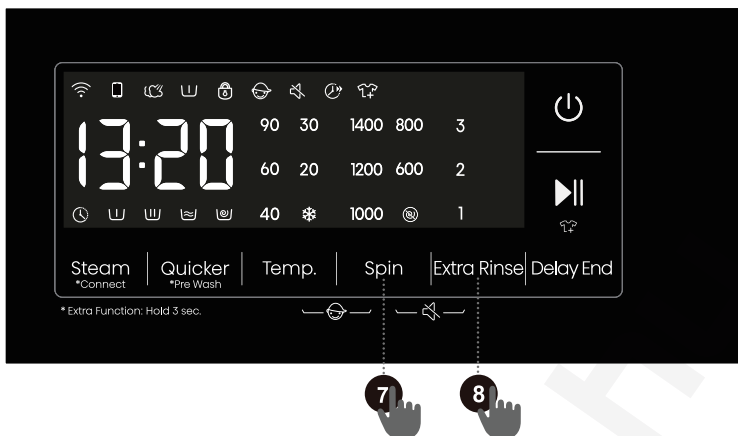 13:20
90 30 1400 800 3
60 20 1200 600 2
40 1000 1
Steam Quicker Temp. Spin Extra Rinse Delay End
*Connect *Pre Wash
* Extra Function: Hold 3 sec.
7 8